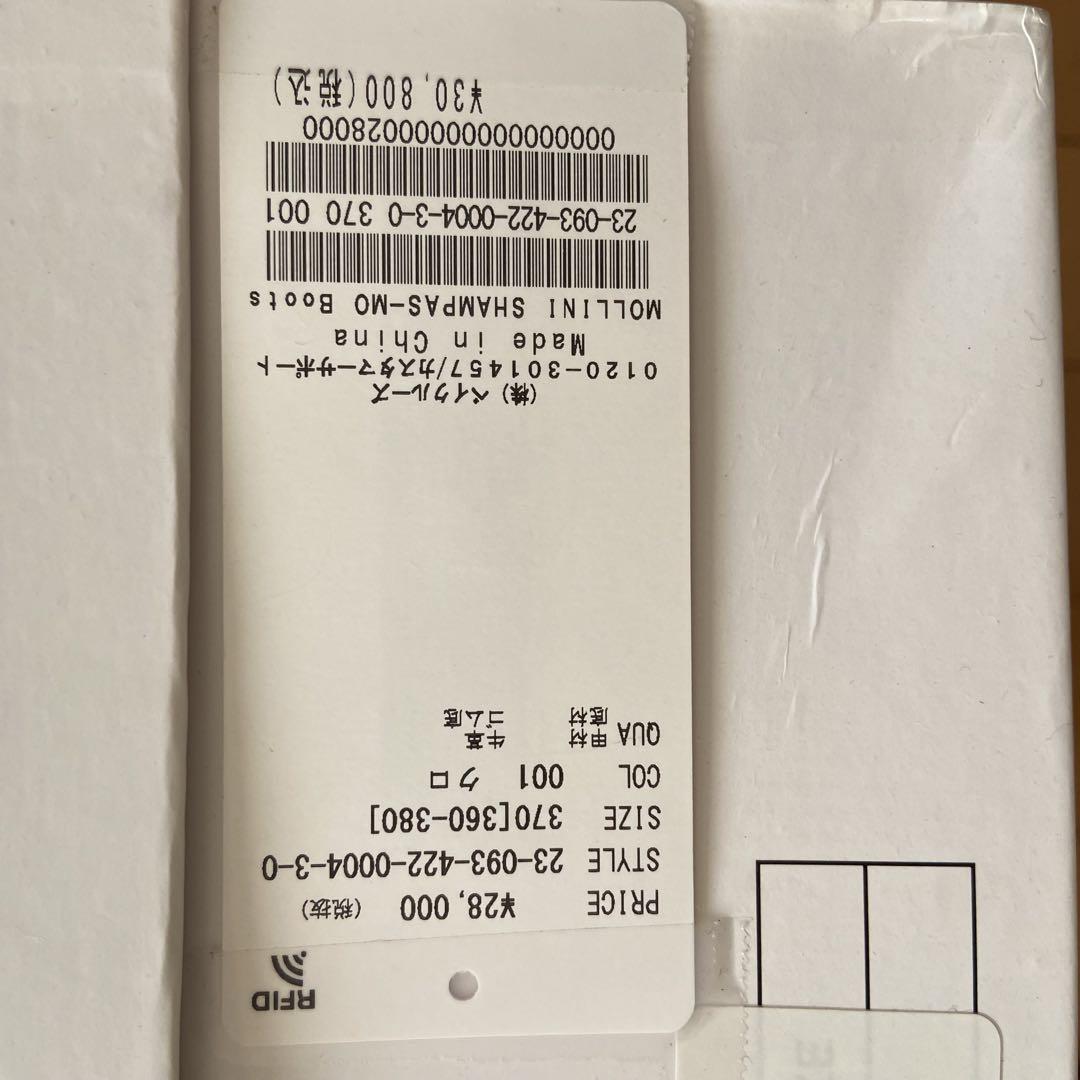 RFID
PRICE ¥28,000 (税抜)
STYLE 23-093-422-0004-3-0
SIZE 370[360-380]
COL 001 クロ
QUA 甲材 牛革
底材 ゴム底
(株)ベイクルーズ
0120-301457/カスタマーサポート
Made in China
MOLLINI SHAMPAS-MO Boots
23-093-422-0004-3-0 370 001
0000000000000000028000
¥30,800(税込)